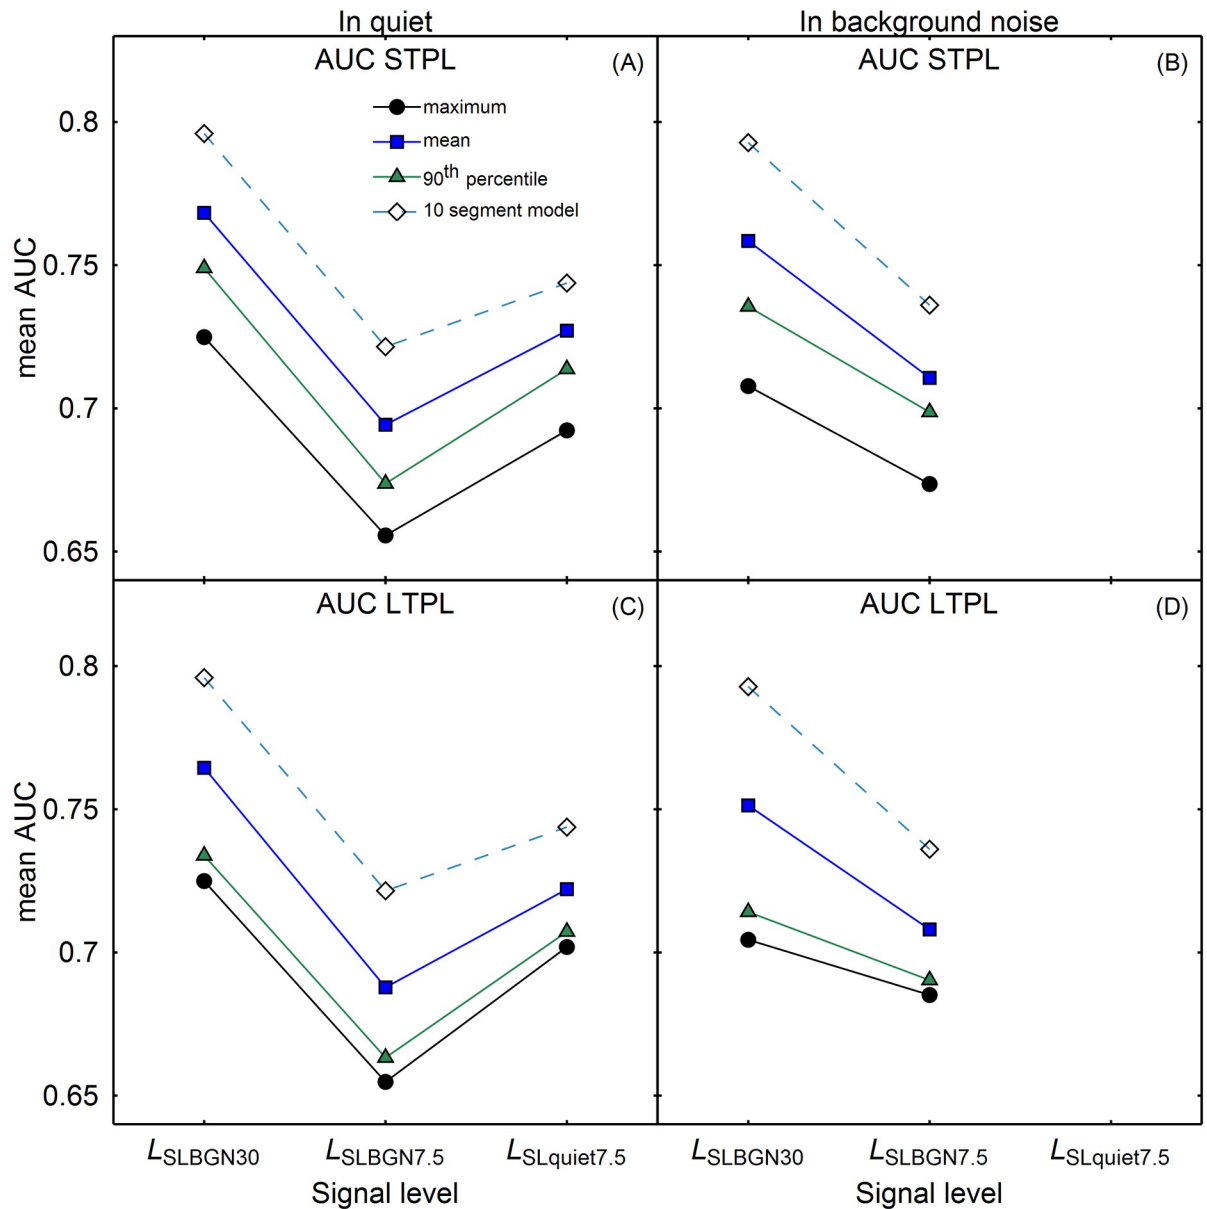 In quiet
In background noise
AUC STPL
(A)
AUC STPL
(B)
maximum
mean
90th percentile
10 segment model
0.8
0.75
0.7
0.65
mean AUC
AUC LTPL
(C)
AUC LTPL
(D)
0.8
0.75
0.7
0.65
mean AUC
LSLBGN30
LSLBGN7.5
LSLquiet7.5
LSLBGN30
LSLBGN7.5
LSLquiet7.5
Signal level
Signal level